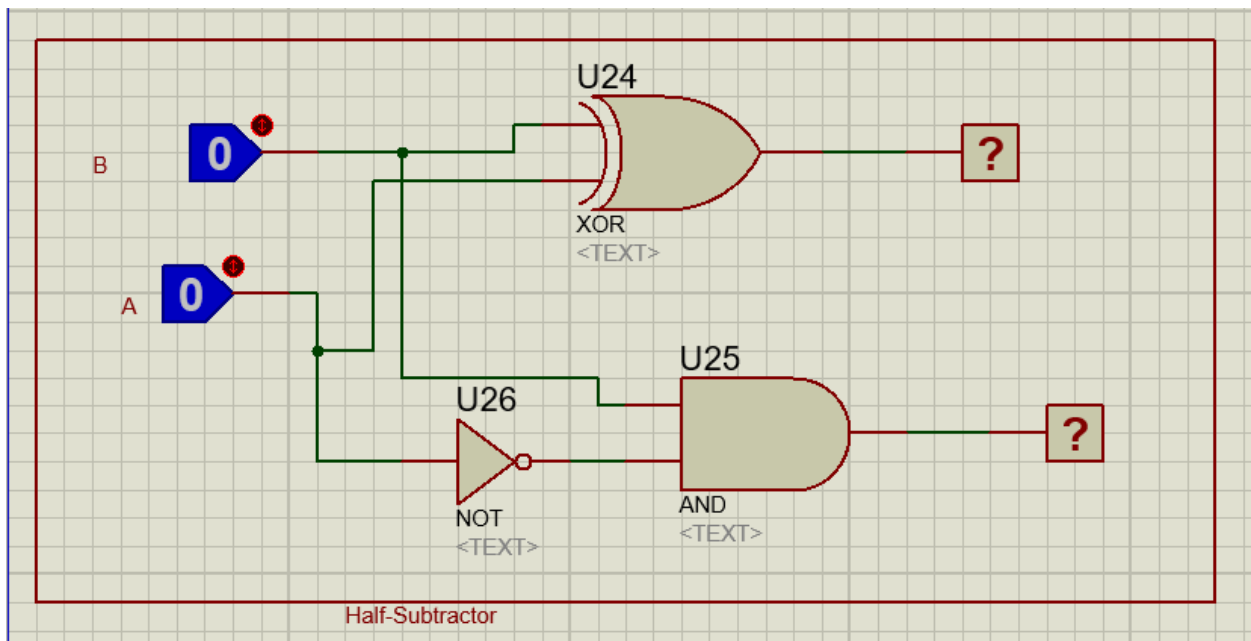 U24
B
0
?
XOR
<TEXT>
A
0
U25
U26
?
NOT
<TEXT>
AND
<TEXT>
Half-Subtractor